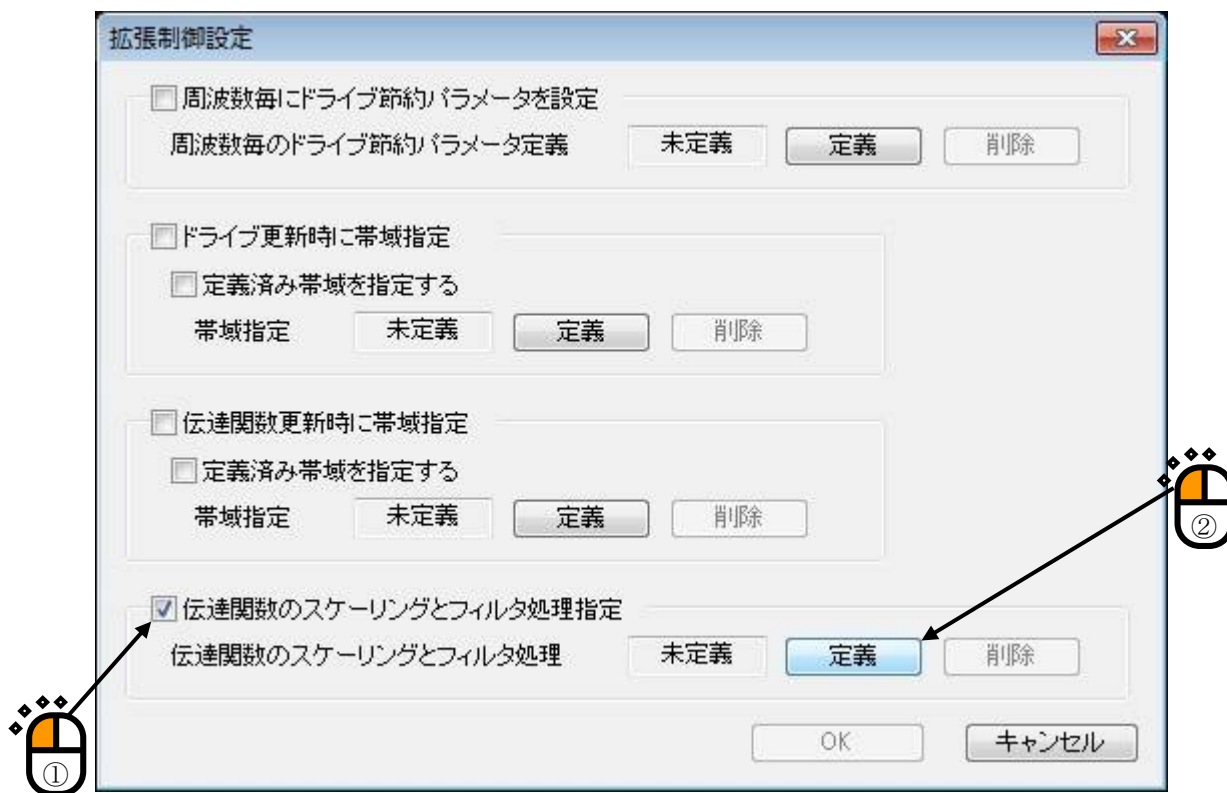 拡張制御設定
周波数毎にドライブ節約パラメータを設定
周波数毎のドライブ節約パラメータ定義 未定義 定義 削除
ドライブ更新時に帯域指定
定義済み帯域を指定する
帯域指定 未定義 定義 削除
伝達関数更新時に帯域指定
定義済み帯域を指定する
帯域指定 未定義 定義 削除
②
伝達関数のスケーリングとフィルタ処理指定
伝達関数のスケーリングとフィルタ処理 未定義 定義 削除
OK キャンセル
①